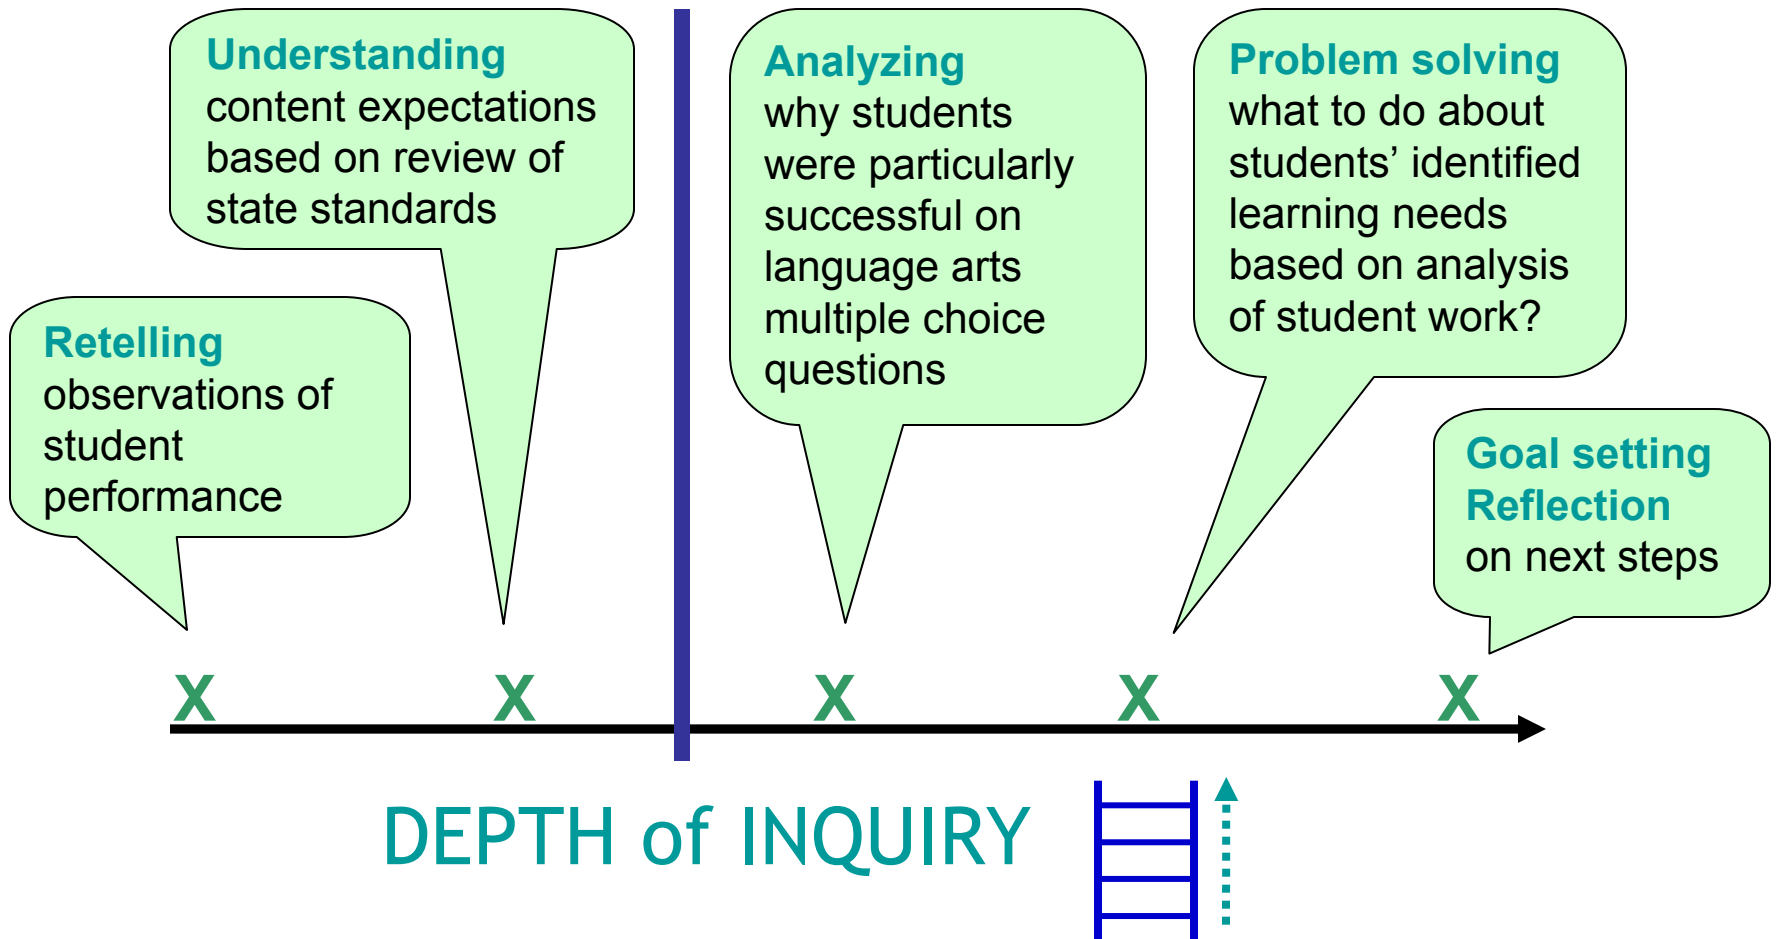 Retelling
observations of
student
performance
Understanding
content expectations
based on review of
state standards
Analyzing
why students
were particularly
successful on
language arts
multiple choice
questions
Problem solving
what to do about
students’ identified
learning needs
based on analysis
of student work?
Goal setting
Reflection
on next steps
X X X X X
DEPTH of INQUIRY